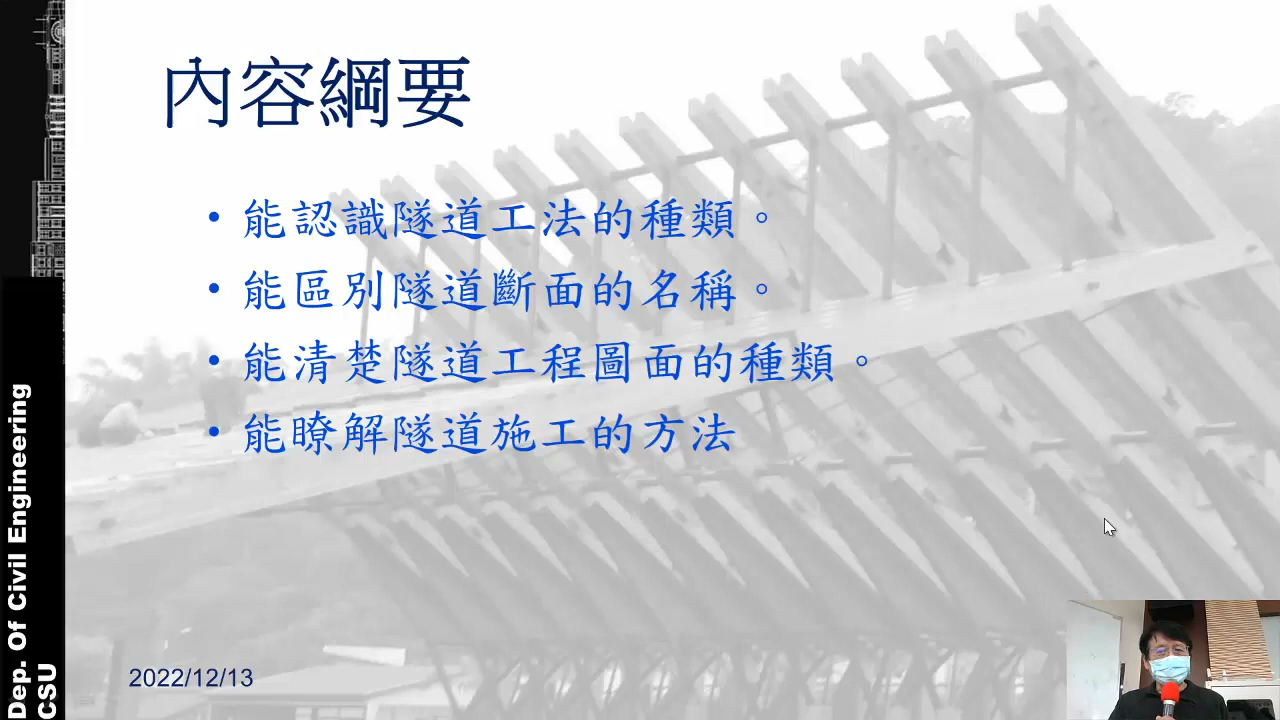 內容綱要
• 能認識隧道工法的種類。
• 能區別隧道斷面的名稱。
• 能清楚隧道工程圖面的種類。
• 能瞭解隧道施工的方法
2022/12/13
Dep. Of Civil Engineering
CSU